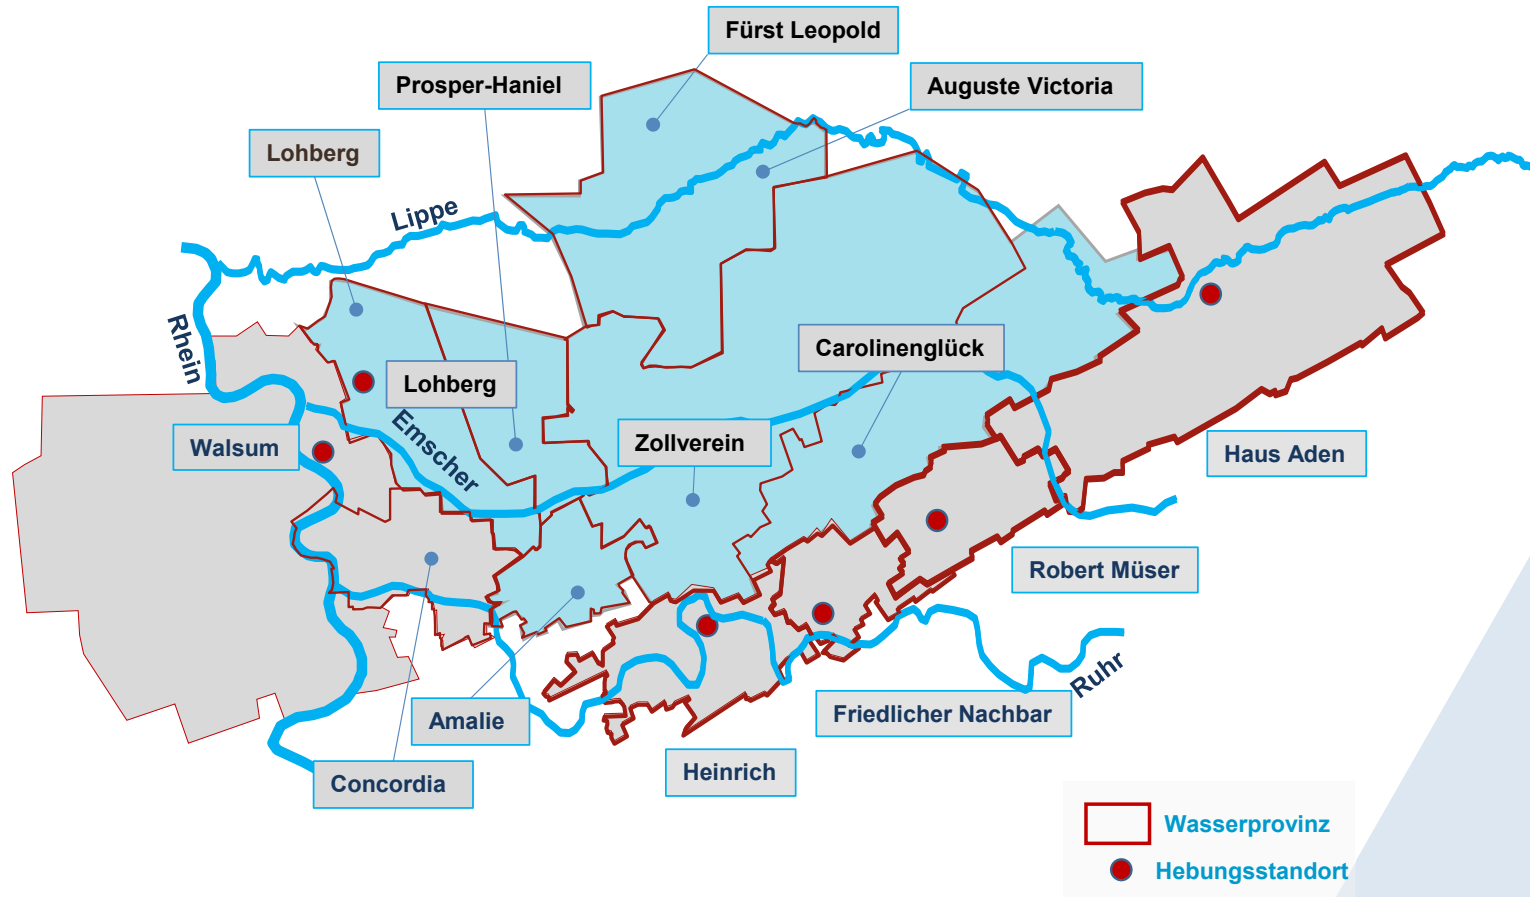 Fürst Leopold
Prosper-Haniel
Auguste Victoria
Lohberg
Lippe
Rhein
Carolinenglück
Lohberg
Emscher
Walsum
Zollverein
Haus Aden
Robert Müser
Ruhr
Amalie
Friedlicher Nachbar
Heinrich
Concordia
Wasserprovinz
Hebungsstandort